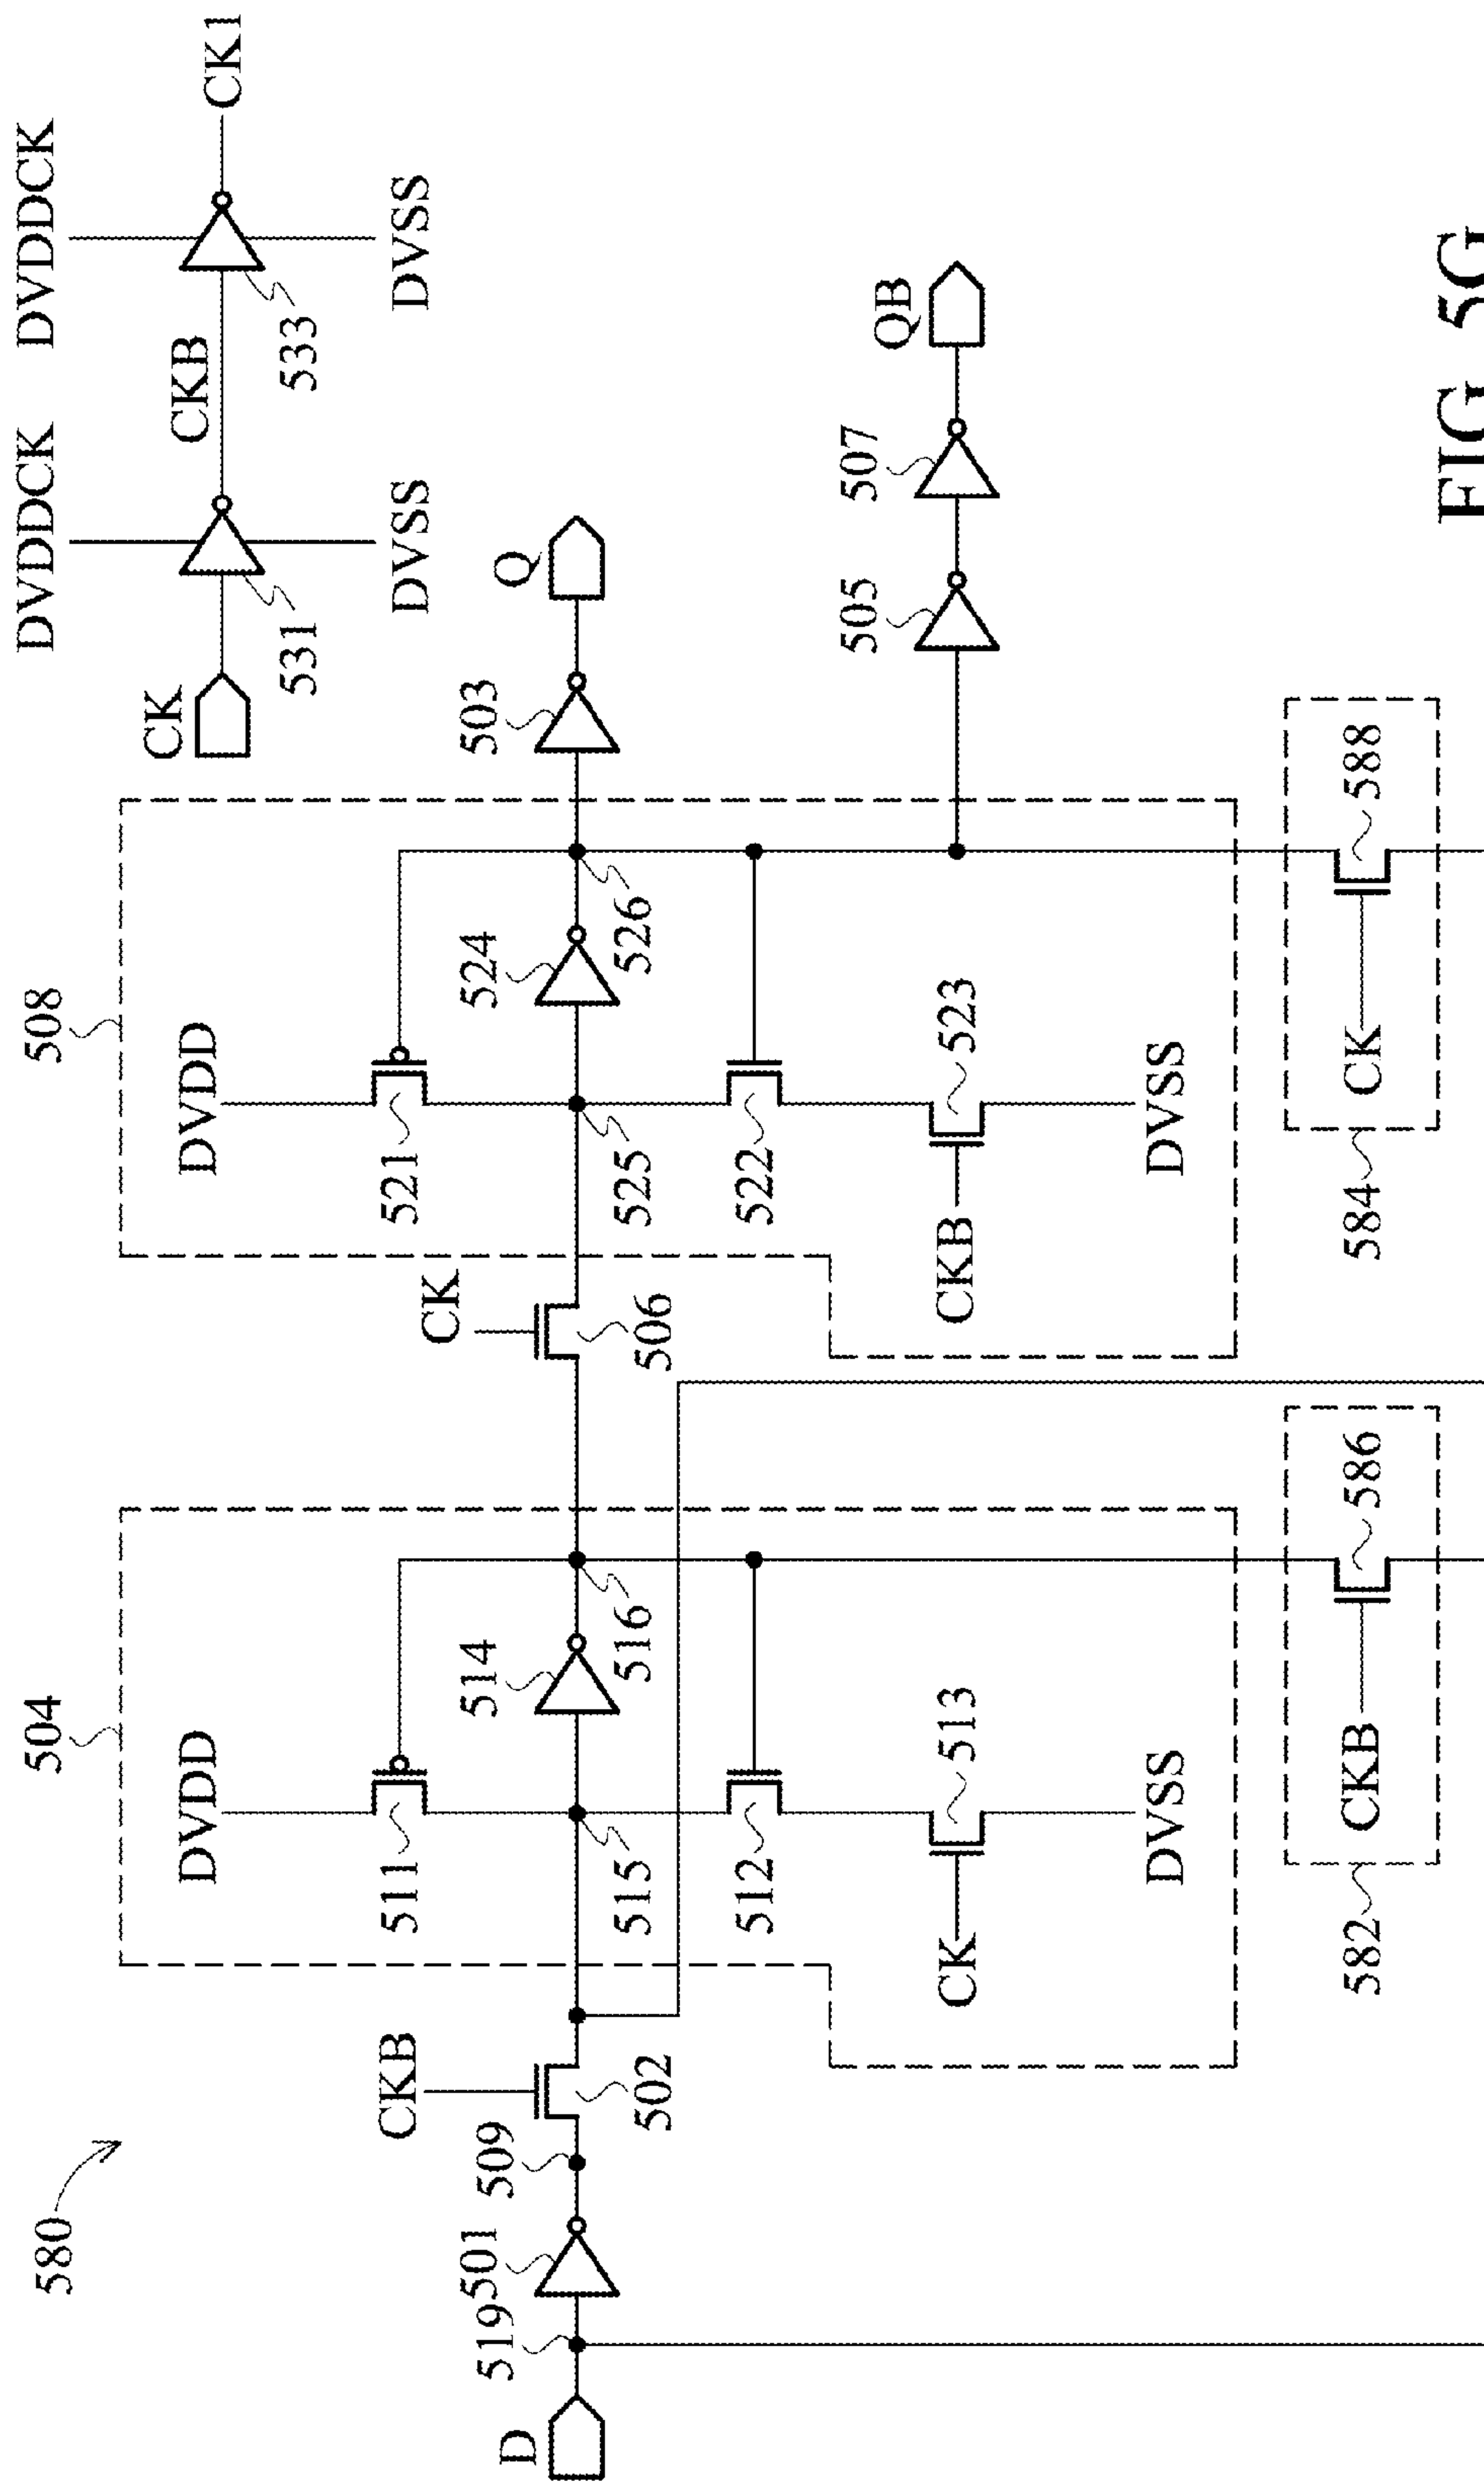 580
504
508
DVDDCK
DVDDCK
DVDD
DVDD
CK
CKB
CK1
531
533
DVSS
DVSS
511
521
CKB
CK
D
519
501
509
514
524
503
Q
502
515
516
506
525
526
512
522
505
507
QB
CK
513
CKB
523
DVSS
DVSS
582
CKB
586
584
CK
588
FIG. 5G